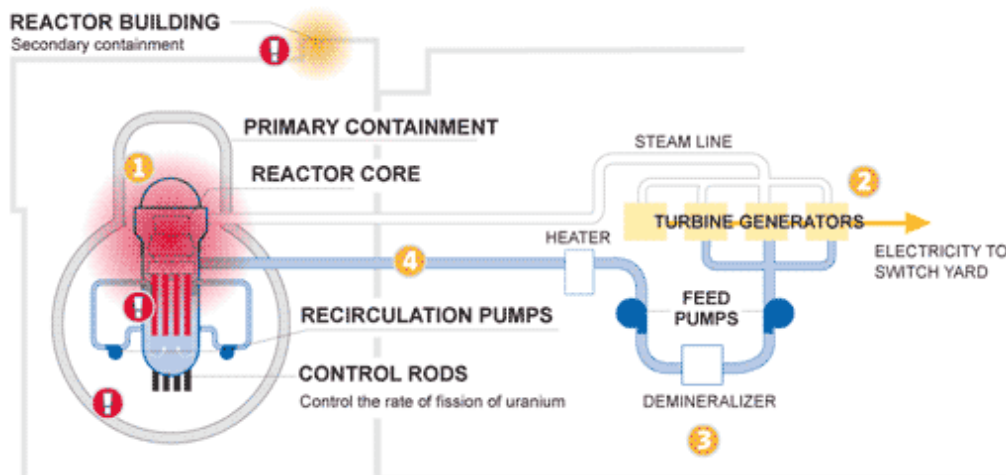 REACTOR BUILDING
Secondary containment
!
PRIMARY CONTAINMENT
STEAM LINE
1
REACTOR CORE
2
TURBINE GENERATORS
HEATER
ELECTRICITY TO
SWITCH YARD
4
!
FEED
PUMPS
RECIRCULATION PUMPS
CONTROL RODS
Control the rate of fission of uranium
!
DEMINERALIZER
3